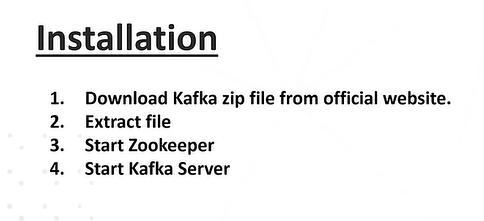 Installation
1. Download Kafka zip file from official website.
2. Extract file
3. Start Zookeeper
4. Start Kafka Server